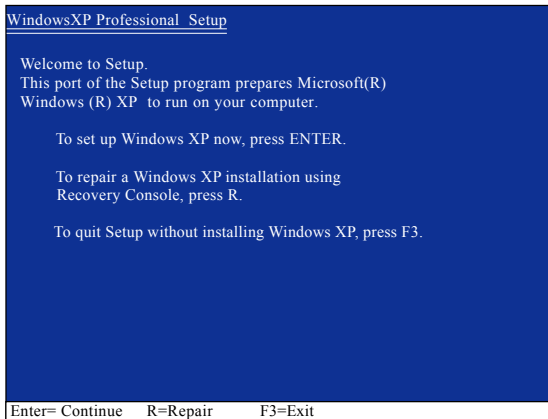 WindowsXP Professional Setup
Welcome to Setup.
This port of the Setup program prepares Microsoft(R)
Windows (R) XP to run on your computer.
To set up Windows XP now, press ENTER.
To repair a Windows XP installation using
Recovery Console, press R.
To quit Setup without installing Windows XP, press F3.
Enter= Continue R=Repair F3=Exit